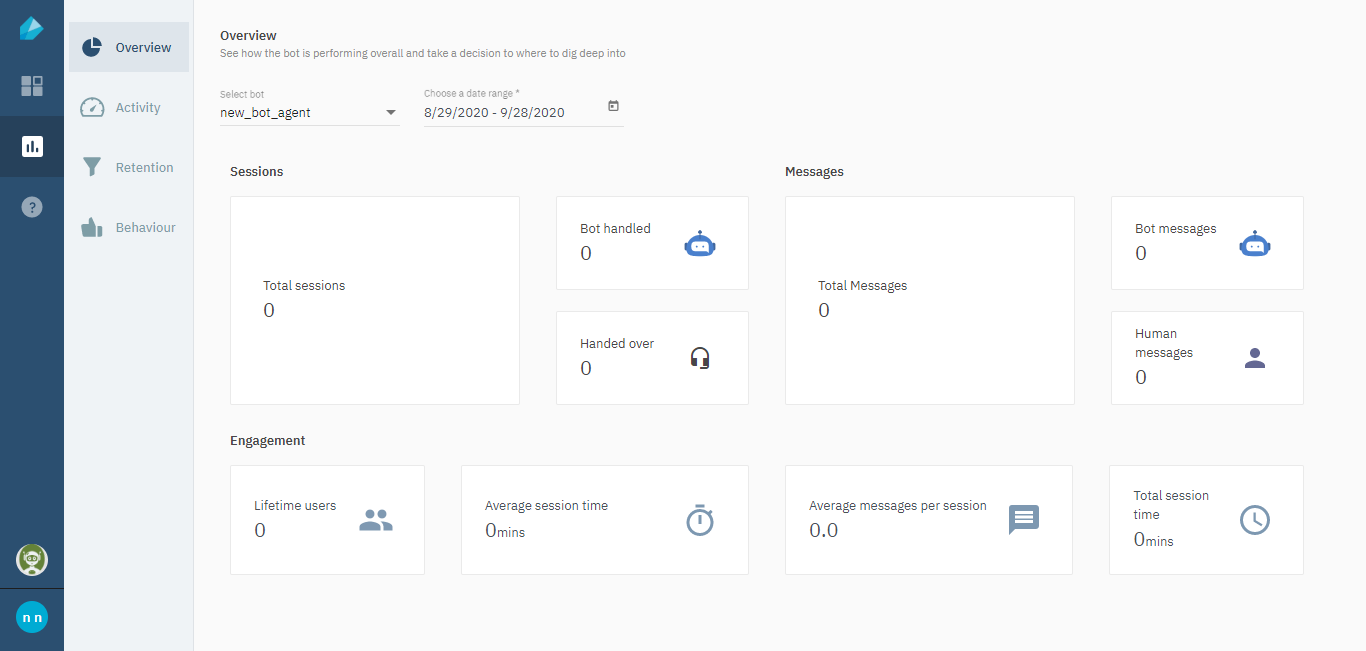 Overview
Activity
Retention
Behaviour
?
n n
Overview
See how the bot is performing overall and take a decision to where to dig deep into
Select bot
new_bot_agent
Choose a date range *
8/29/2020 - 9/28/2020
Sessions
Total sessions
0
Bot handled
0
Handed over
0
Messages
Total Messages
0
Bot messages
0
Human
messages
0
Engagement
Lifetime users
0
Average session time
0mins
Average messages per session
0.0
Total session
time
0mins